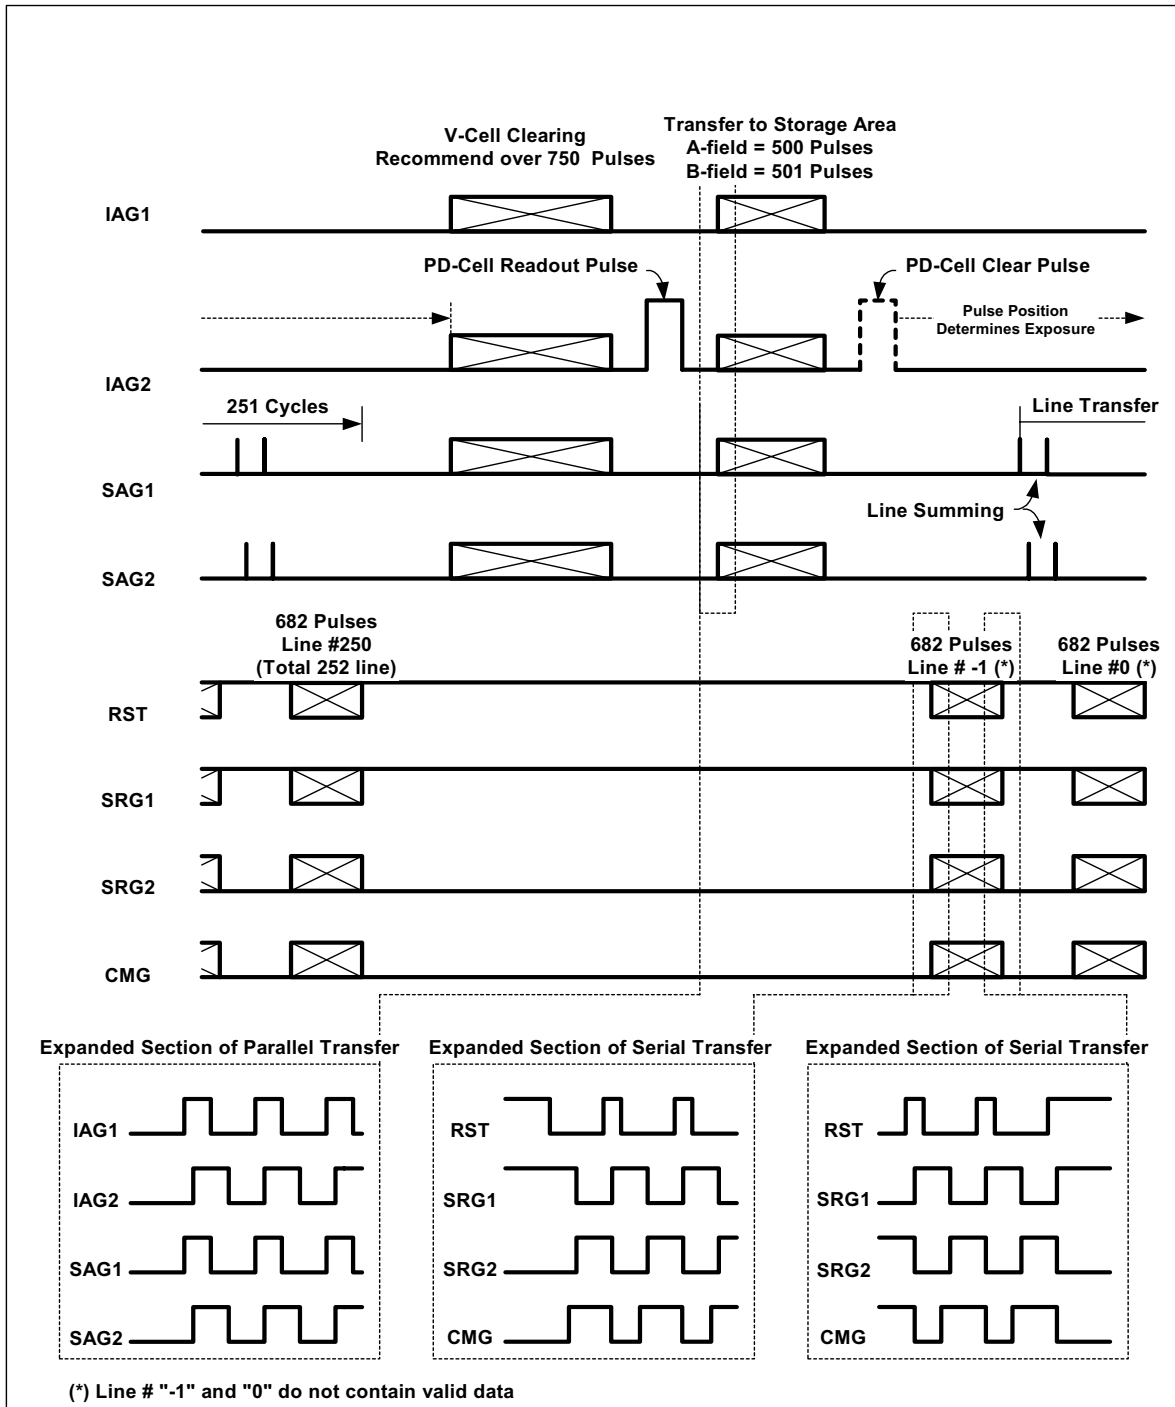 V-Cell Clearing
Recommend over 750 Pulses
Transfer to Storage Area
A-field = 500 Pulses
B-field = 501 Pulses
IAG1
PD-Cell Readout Pulse
PD-Cell Clear Pulse
Pulse Position
Determines Exposure
IAG2
251 Cycles
Line Transfer
SAG1
Line Summing
SAG2
682 Pulses
Line #250
(Total 252 line)
682 Pulses
Line # -1 (*)
682 Pulses
Line #0 (*)
RST
SRG1
SRG2
CMG
Expanded Section of Parallel Transfer
IAG1
IAG2
SAG1
SAG2
Expanded Section of Serial Transfer
RST
SRG1
SRG2
CMG
Expanded Section of Serial Transfer
RST
SRG1
SRG2
CMG
(*) Line # "-1" and "0" do not contain valid data